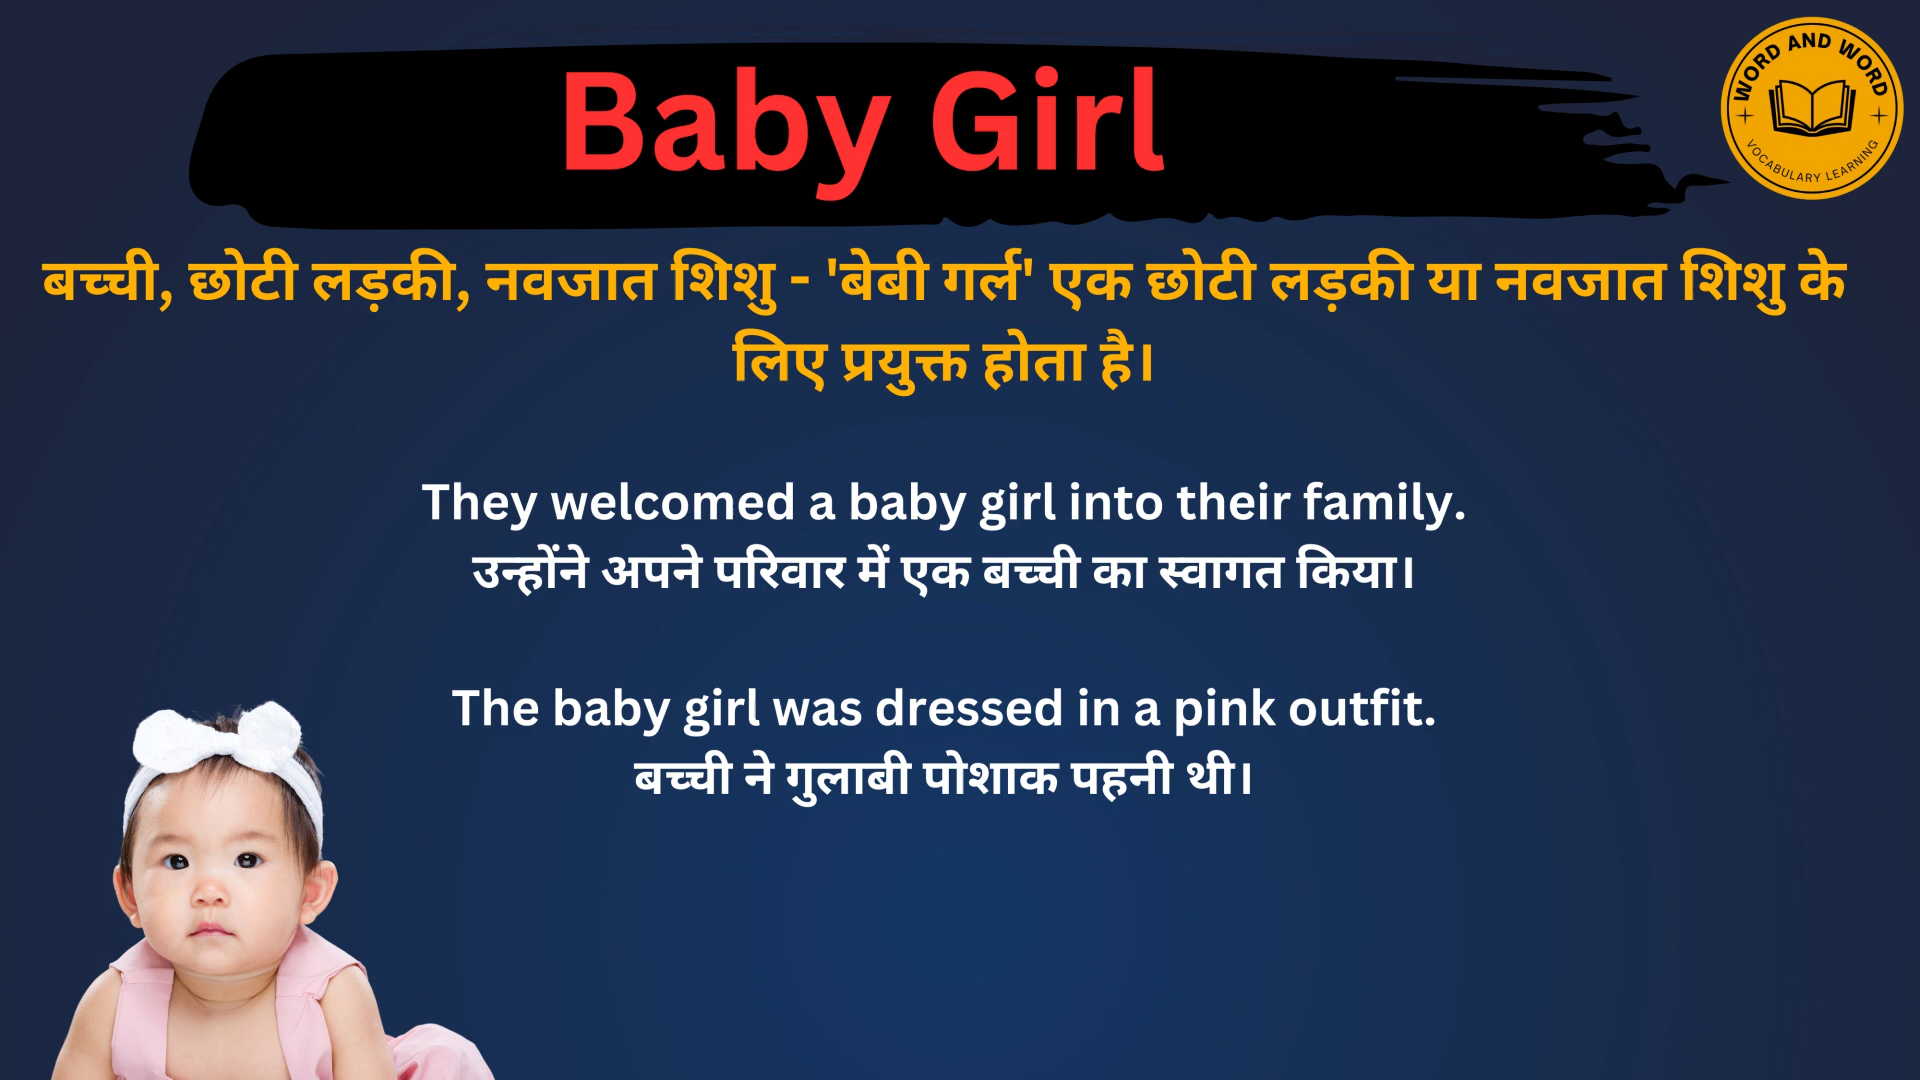 Baby Girl
WORD AND WORD
VOCABULARY LEARNING
बच्ची, छोटी लड़की, नवजात शिशु - 'बेबी गर्ल' एक छोटी लड़की या नवजात शिशु के
लिए प्रयुक्त होता है।
They welcomed a baby girl into their family.
उन्होंने अपने परिवार में एक बच्ची का स्वागत किया।
The baby girl was dressed in a pink outfit.
बच्ची ने गुलाबी पोशाक पहनी थी।